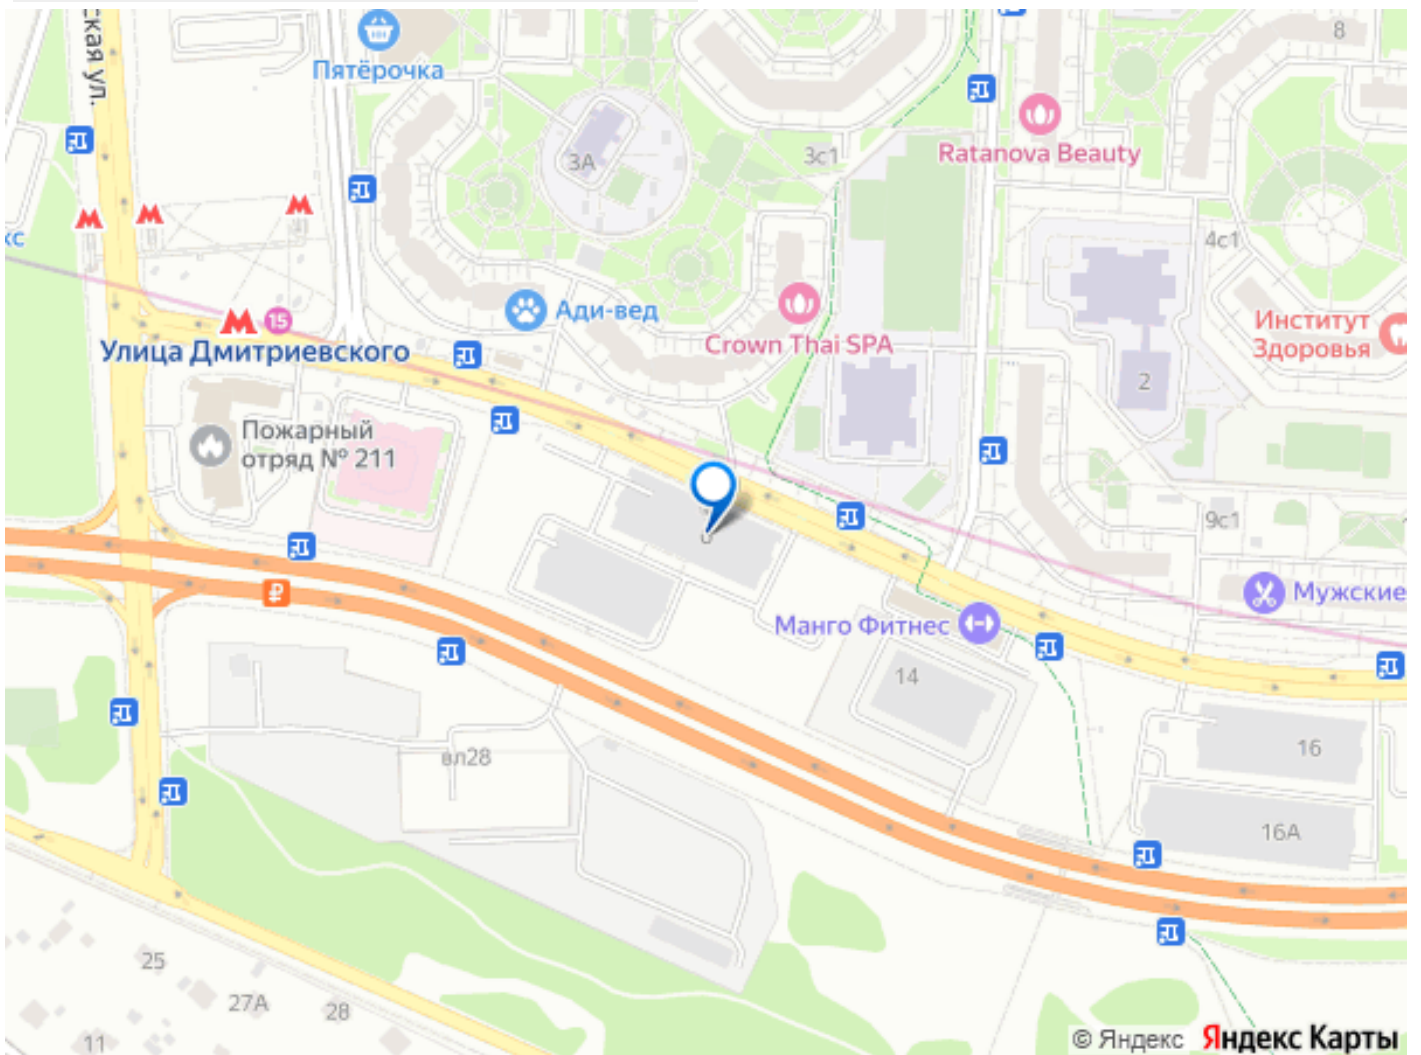 ская ул.
8
Пятёрочка
3А
3с1
Ratanova Beauty
кс
4с1
15
Ади-вед
Улица Дмитриевского
Crown Thai SPA
Институт
Здоровья
2
Пожарный
отряд № 211
9с1
₽
Мужские
Манго Фитнес
14
16
вл28
16А
25
27А
28
11
© Яндекс Яндекс Карты